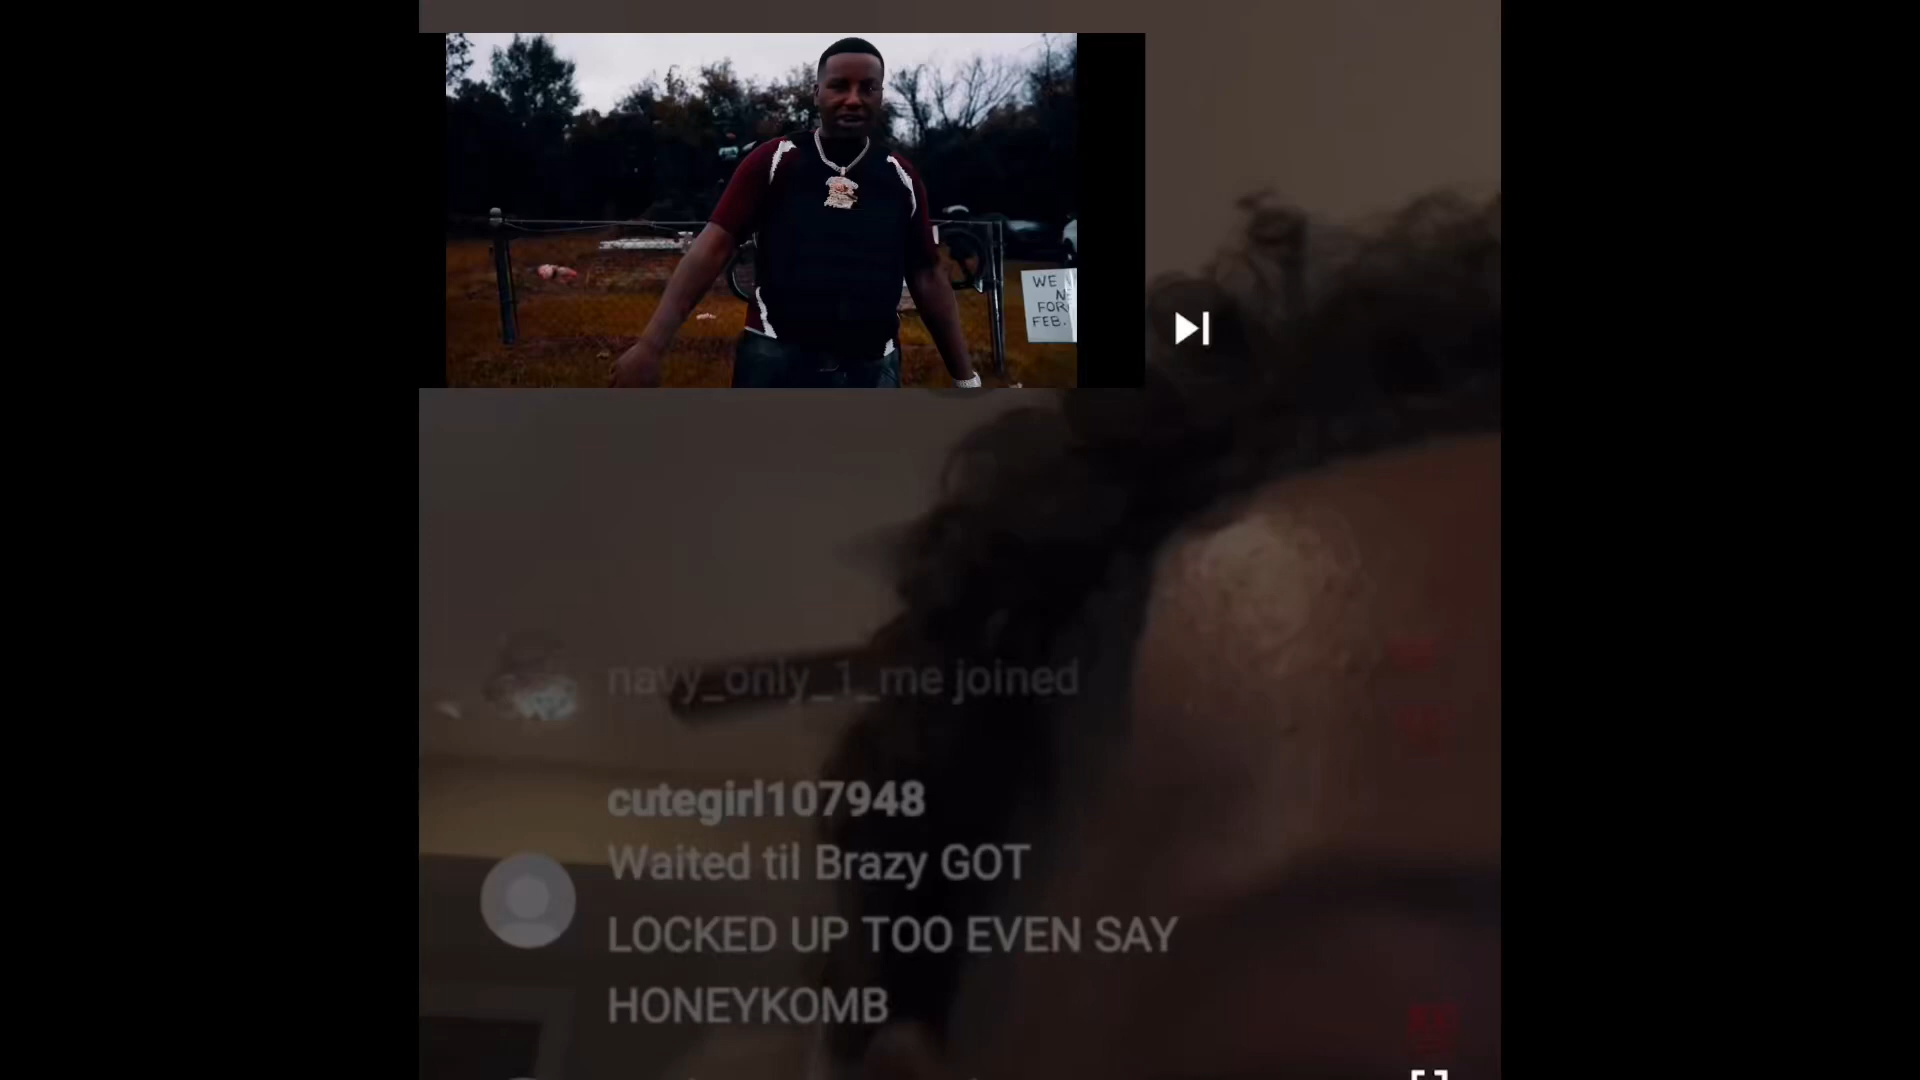 WE
FOR
FEB.
navy_only_1_me joined
cutegirl107948
Waited til Brazy GOT
LOCKED UP TOO EVEN SAY
HONEYKOMB